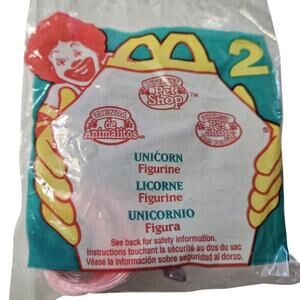 2
Pet
Shop
TM
TIENDA
de
Animalitos
Pet
Shop
UNICORN
Figurine
LICORNE
Figurine
UNICORNIO
Figura
See back for safety information.
Instructions touchant la sécurité au dos du sac
Véase la información sobre seguridad al dorso.